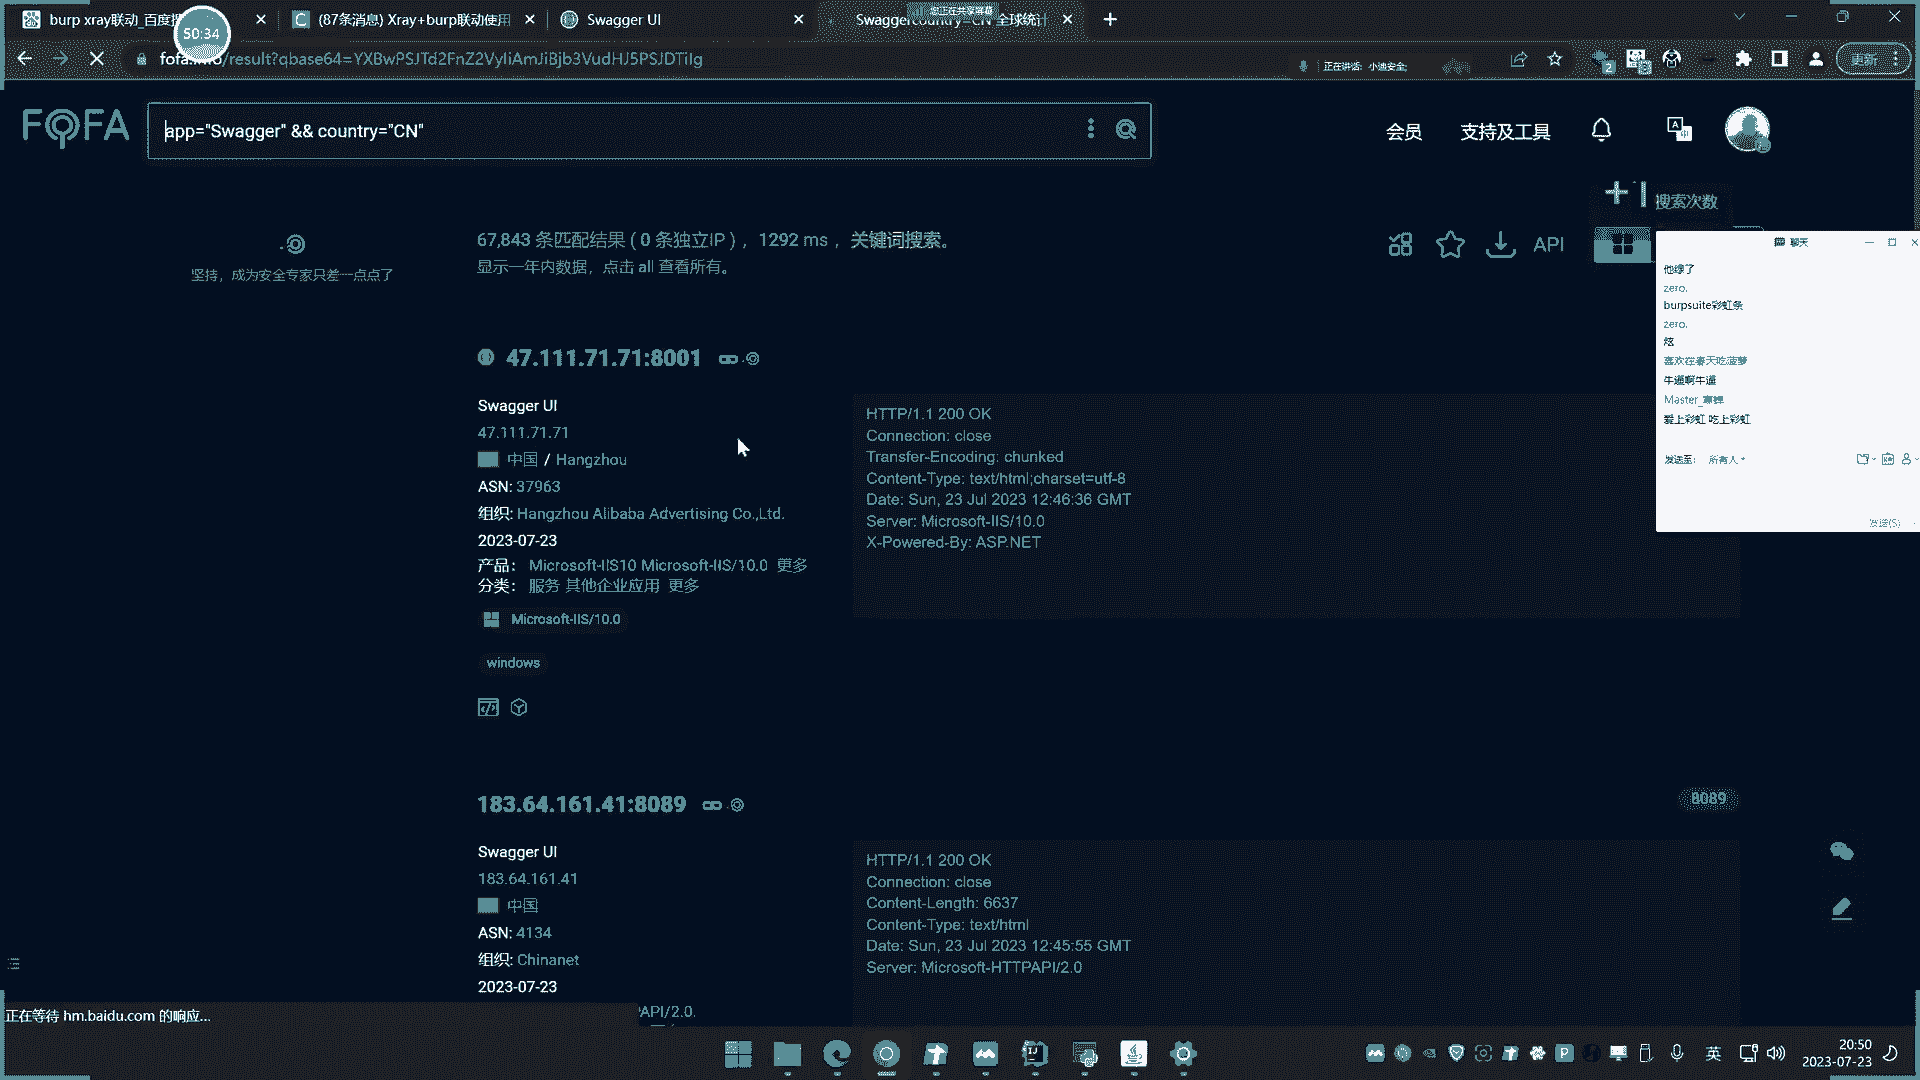 burp xray联动_百度搜
50:34
(87条消息) Xray+burp联动使用
Swagger UI
您正在共享屏幕
全球统计
fofa.info/result?qbase64=YXBwPSJTd2FnZ2VyIiAmJiBjb3VudHJ5PSJDTiIg
正在讲话: 小迪安全;
2
更新
FOFA
app="Swagger" && country="CN"
会员
支持及工具
+1 搜索次数
67,843 条匹配结果 ( 0 条独立IP ) ，1292 ms ，关键词搜索。
显示一年内数据，点击 all 查看所有。
API
坚持，成为安全专家只差一点点了
47.111.71.71:8001
Swagger UI
47.111.71.71
中国 / Hangzhou
ASN: 37963
组织: Hangzhou Alibaba Advertising Co.,Ltd.
2023-07-23
产品： Microsoft-IIS10 Microsoft-IIS/10.0 更多
分类： 服务 其他企业应用 更多
Microsoft-IIS/10.0
windows
HTTP/1.1 200 OK
Connection: close
Transfer-Encoding: chunked
Content-Type: text/html;charset=utf-8
Date: Sun, 23 Jul 2023 12:46:36 GMT
Server: Microsoft-IIS/10.0
X-Powered-By: ASP.NET
聊天
zero.
burpsuite彩虹条
zero.
炫
喜欢在春天吃菠萝
牛逼啊牛逼
爱上彩虹 吃上彩虹
发送至: 所有人
发送(S)
183.64.161.41:8089
8089
Swagger UI
183.64.161.41
中国
ASN: 4134
组织: Chinanet
2023-07-23
API/2.0.
HTTP/1.1 200 OK
Connection: close
Content-Length: 6637
Content-Type: text/html
Date: Sun, 23 Jul 2023 12:45:55 GMT
Server: Microsoft-HTTPAPI/2.0
正在等待 hm.baidu.com 的响应...
英
20:50
2023-07-23